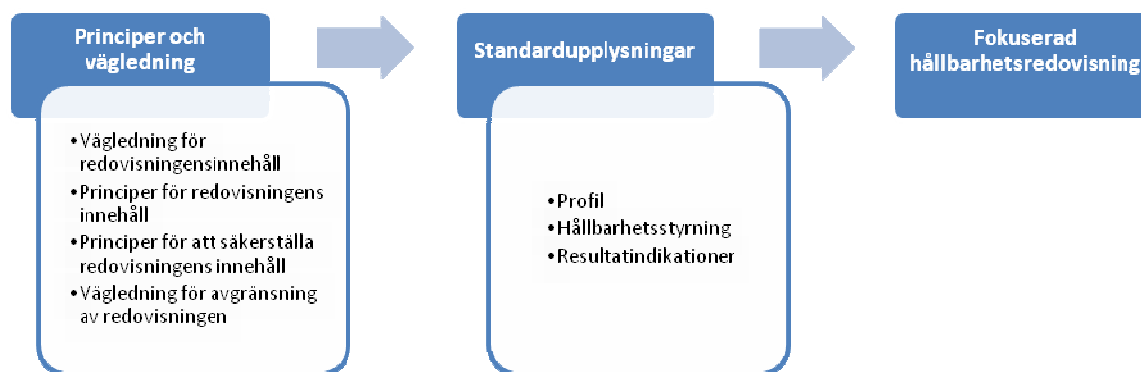 Principer och
vägledning
•Vägledning för
redovisningensinnehåll
•Principer för redovisningens
innehåll
•Principer för att säkerställa
redovisningens innehåll
•Vägledning för avgränsning
av redovisningen
Standardupplysningar
•Profil
•Hållbarhetsstyrning
•Resultatindikationer
Fokuserad
hållbarhetsredovisning